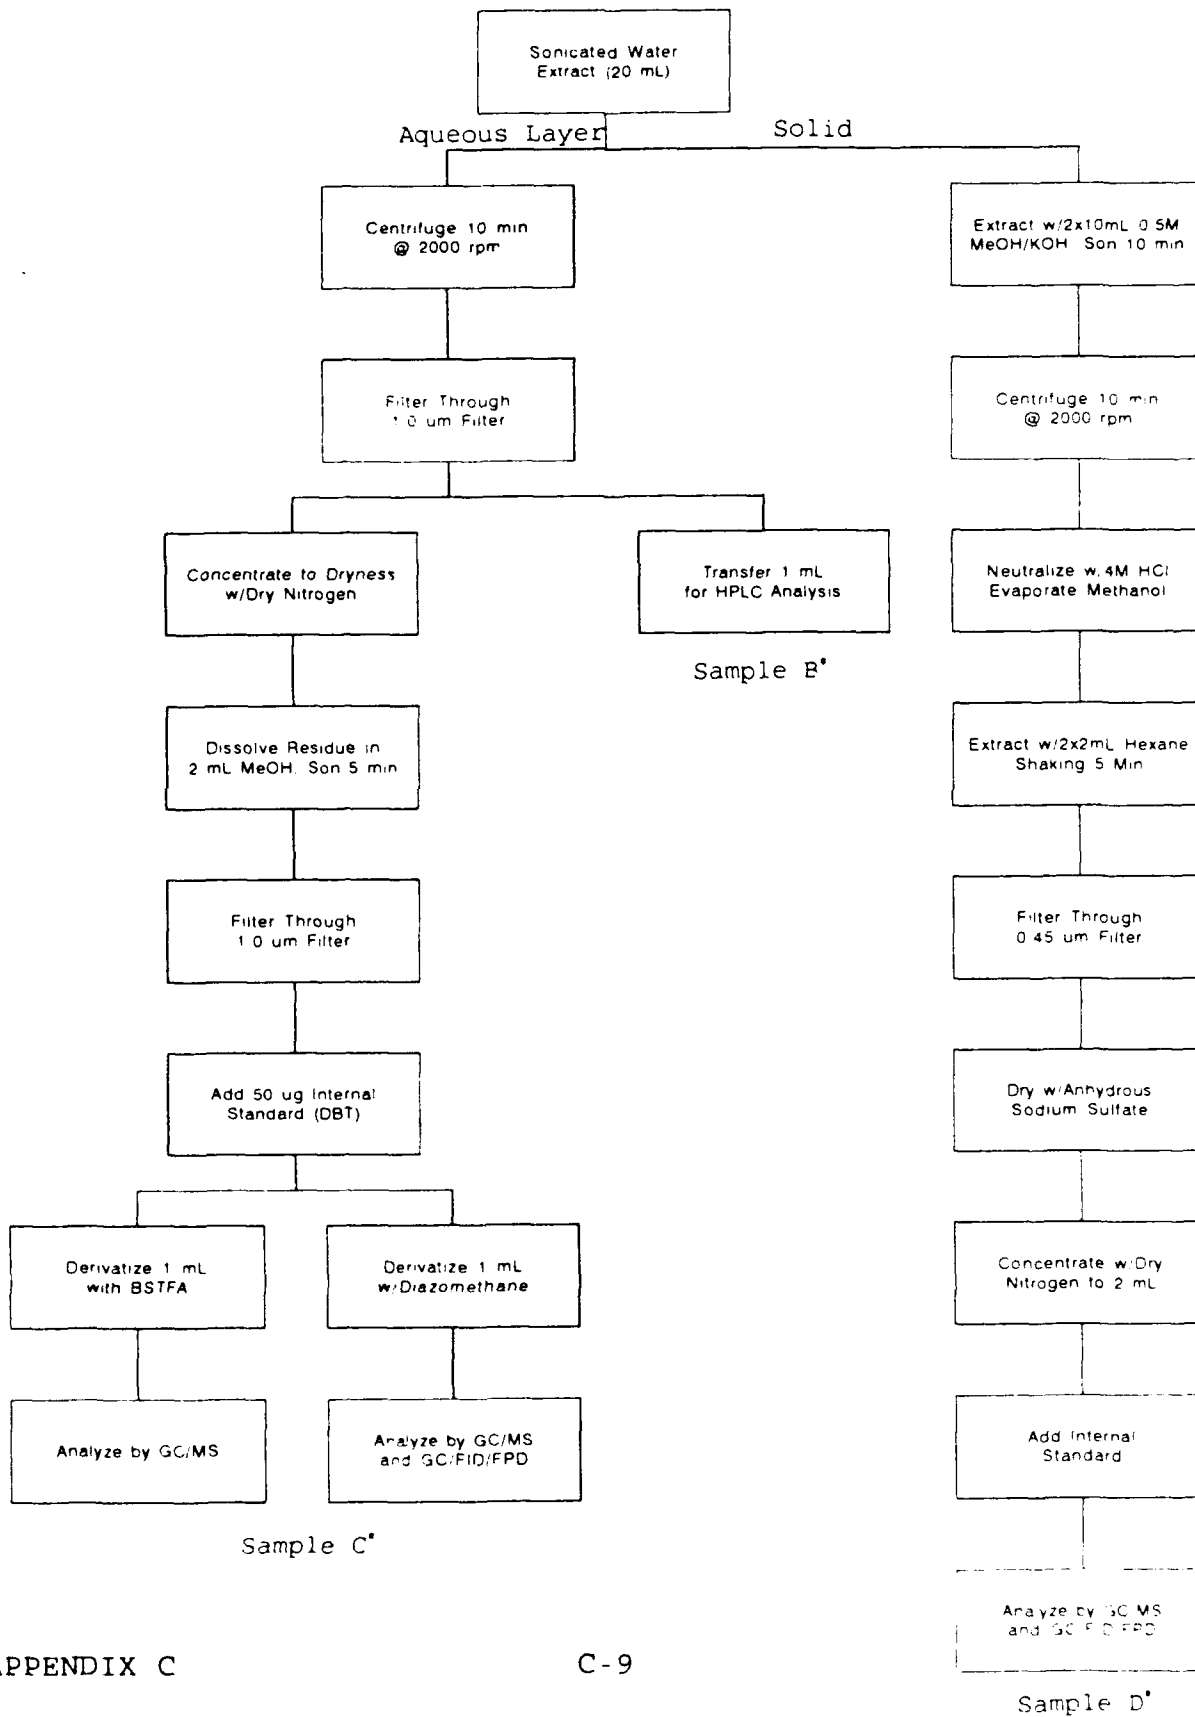 Sonicated Water
Extract (20 mL)
Aqueous Layer
Solid
Centrifuge 10 min
@ 2000 rpm
Extract w/2x10mL 0.5M
MeOH/KOH Son 10 min
Filter Through
1.0 um Filter
Centrifuge 10 min
@ 2000 rpm
Concentrate to Dryness
w/Dry Nitrogen
Transfer 1 mL
for HPLC Analysis
Neutralize w.4M HCl
Evaporate Methanol
Sample B*
Dissolve Residue in
2 mL MeOH. Son 5 min
Extract w/2x2mL Hexane
Shaking 5 Min
Filter Through
1.0 um Filter
Filter Through
0.45 um Filter
Add 50 ug Internal
Standard (DBT)
Dry w/Anhydrous
Sodium Sulfate
Derivatize 1 mL
with BSTFA
Derivatize 1 mL
w/Diazomethane
Concentrate w/Dry
Nitrogen to 2 mL
Analyze by GC/MS
Analyze by GC/MS
and GC/FID/FPD
Add Internal
Standard
Sample C*
Analyze by GC MS
and GC FID/FPD
APPENDIX C
C-9
Sample D*